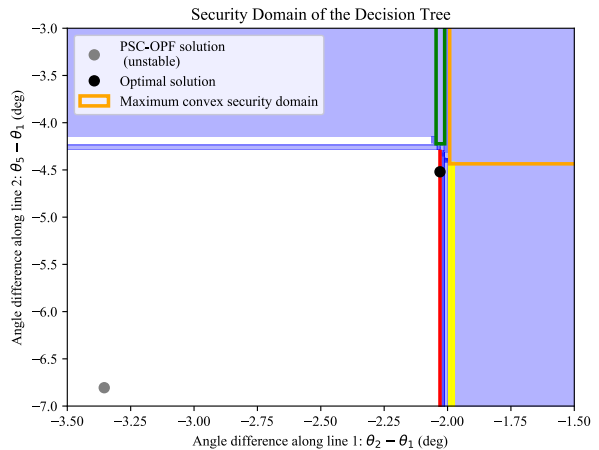 Security Domain of the Decision Tree
−3.0
−3.5
−4.0
−4.5
−5.0
−5.5
−6.0
−6.5
−7.0
Angle difference along line 2: θ₅ − θ₁ (deg)
PSC-OPF solution
(unstable)
Optimal solution
Maximum convex security domain
−3.50
−3.25
−3.00
−2.75
−2.50
−2.25
−2.00
−1.75
−1.50
Angle difference along line 1: θ₂ − θ₁ (deg)